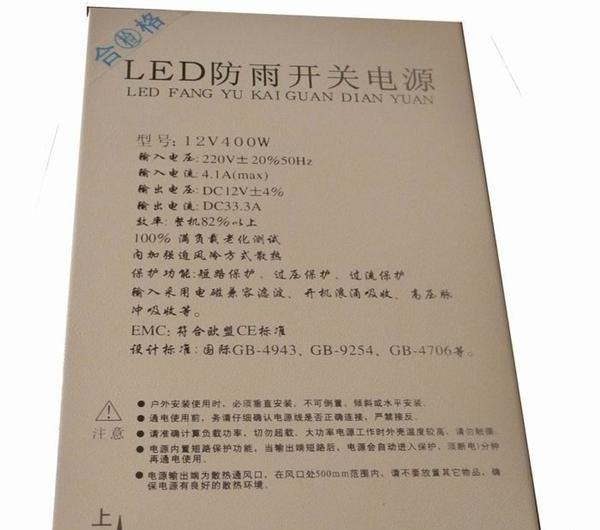 合格
LED防雨开关电源
LED FANG YU KAI GUAN DIAN YUAN
型号: 12V400W
输入电压: 220V±20%50Hz
输入电流: 4.1A(max)
输出电压: DC12V±4%
输出电流: DC33.3A
效率: 整机82%以上
100% 满负载老化测试
内加强迫风冷方式散热
保护功能: 短路保护、过压保护、过流保护
输入采用电磁兼容滤波、开机浪涌吸收、高压脉
冲吸收等。
EMC: 符合欧盟CE标准
设计标准: 国际GB-4943、GB-9254、GB-4706等。
注意
● 户外安装使用时, 必须垂直安装, 不可倒置、倾斜或水平安装.
● 通电使用前, 务请仔细确认电源线是否正确连接, 严禁接反.
● 请准确计算负载功率, 切勿超载、大功率电源工作时外壳温度较高, 请勿触碰.
● 电源内置短路保护功能, 当输出端短路后, 电源会自动进入保护, 须断电1分钟
再通电使用.
● 电源输出端为散热通风口, 在风口处500mm范围内, 请不要放置其它物品, 确
保电源有良好的散热环境.
上